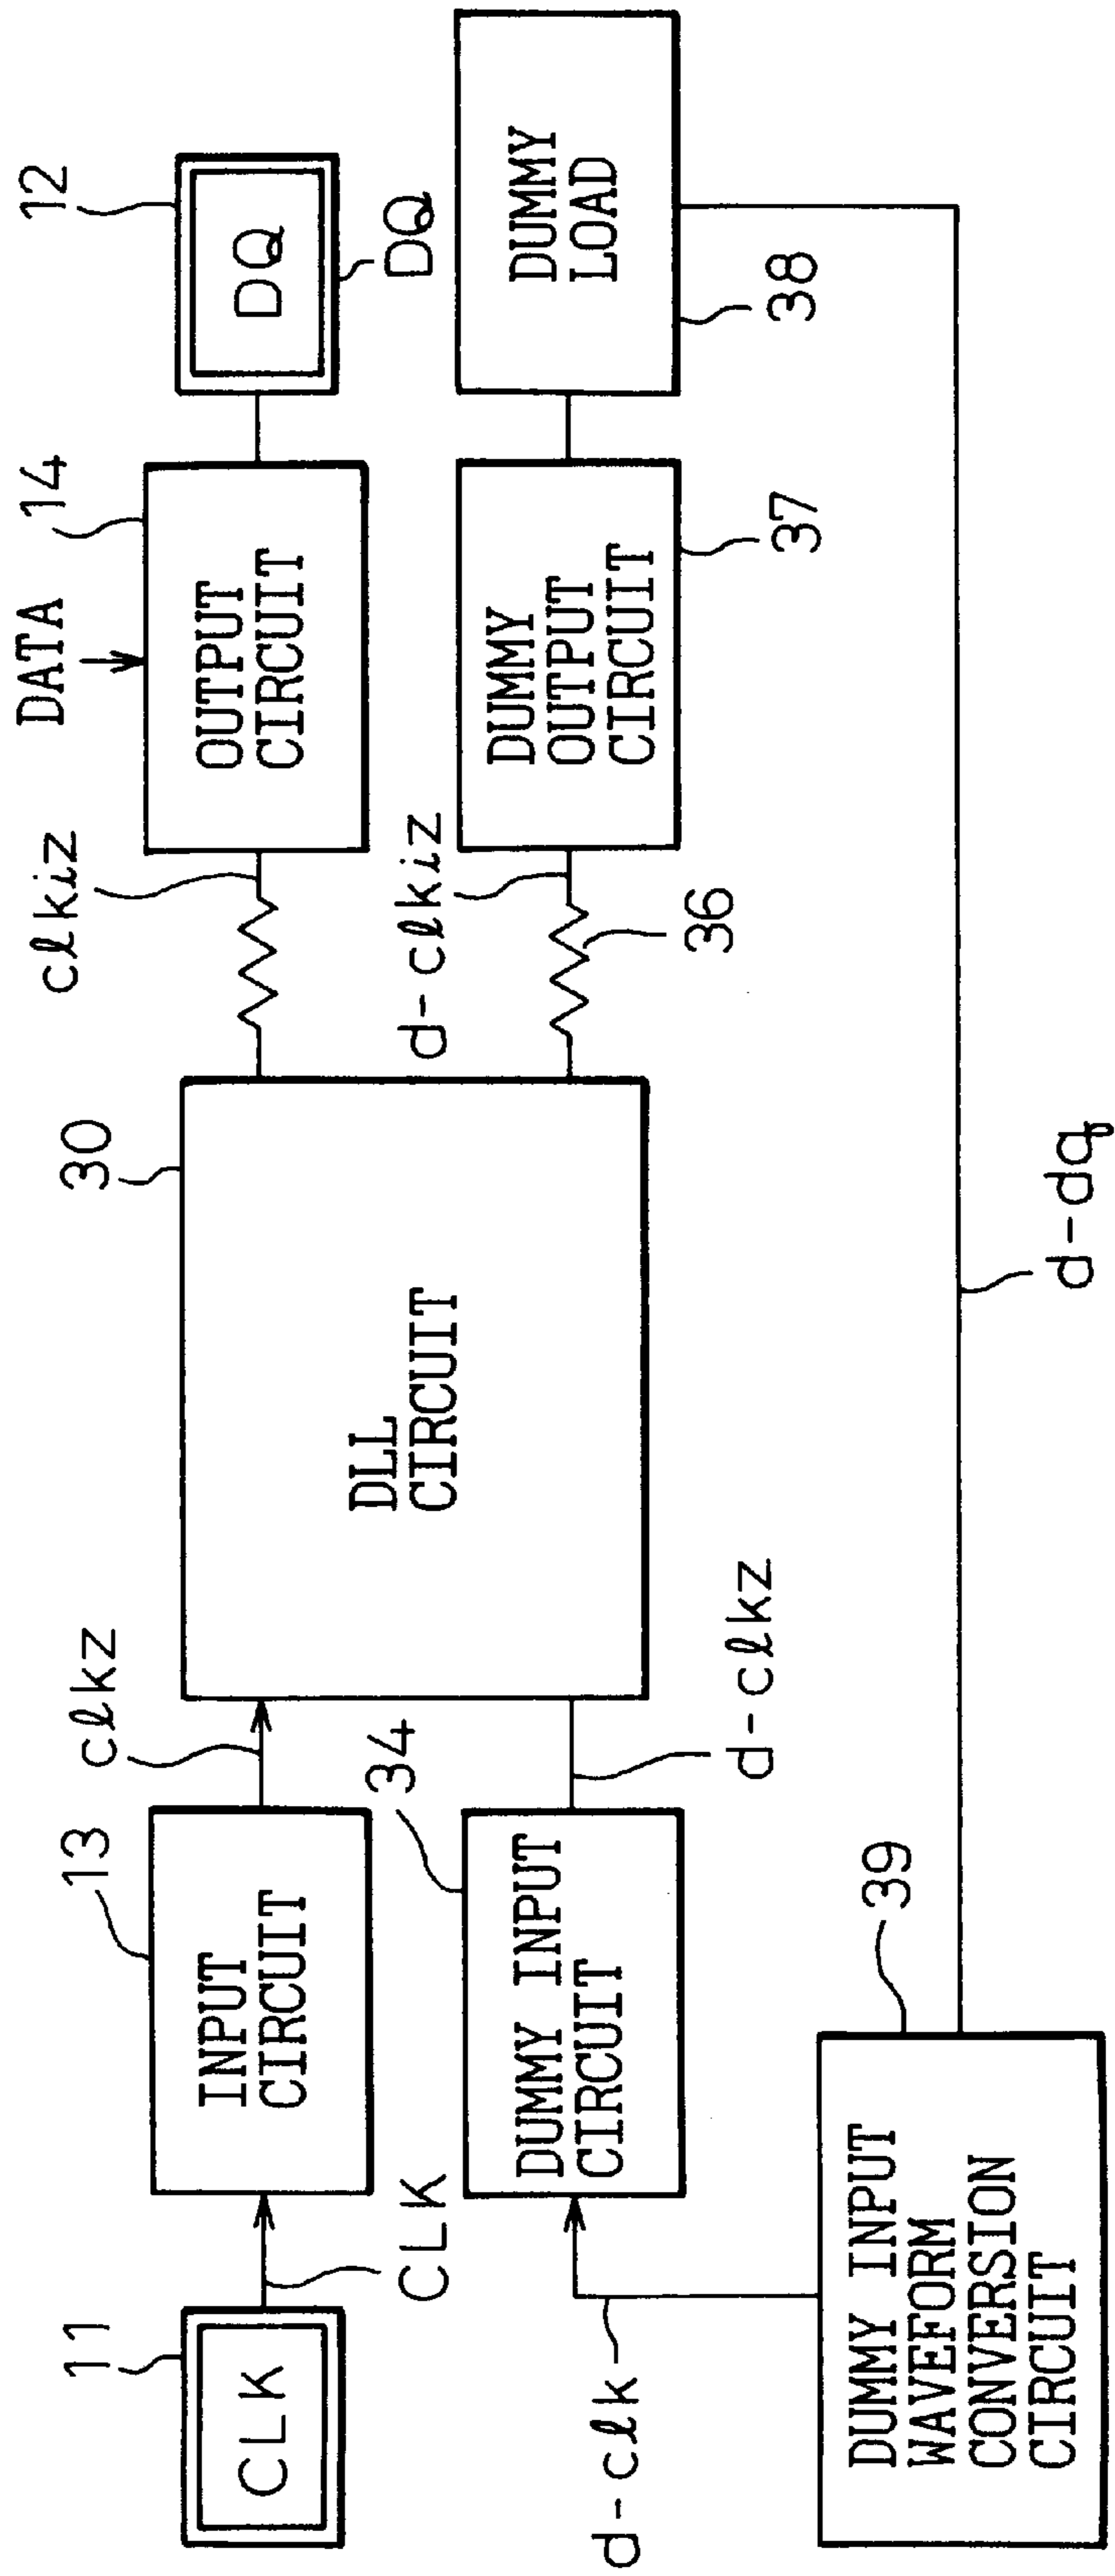 11
CLK
CLK
13
INPUT
CIRCUIT
clkz
30
DLL
CIRCUIT
clkiz
DATA
14
OUTPUT
CIRCUIT
12
DQ
DQ
d-clk
34
DUMMY INPUT
CIRCUIT
d-clkz
d-clkiz
36
DUMMY
OUTPUT
CIRCUIT
37
DUMMY
LOAD
38
39
DUMMY INPUT
WAVEFORM
CONVERSION
CIRCUIT
d-dq